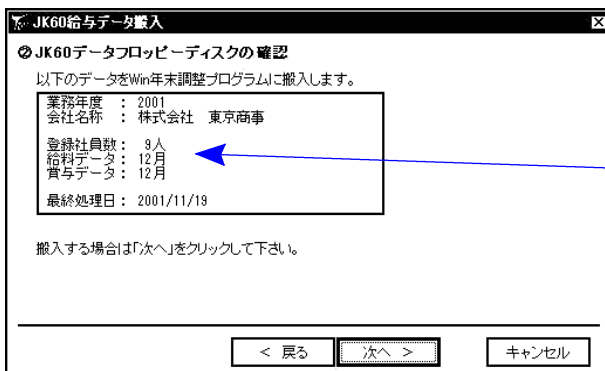 JK60給与データ搬入
②JK60データフロッピーディスクの確認
以下のデータをWin年末調整プログラムに搬入します。
業務年度 : 2001
会社名称 : 株式会社 東京商事
登録社員数: 9人
給料データ: 12月
賞与データ: 12月
最終処理日: 2001/11/19
搬入する場合は「次へ」をクリックして下さい。
< 戻る 次へ > キャンセル